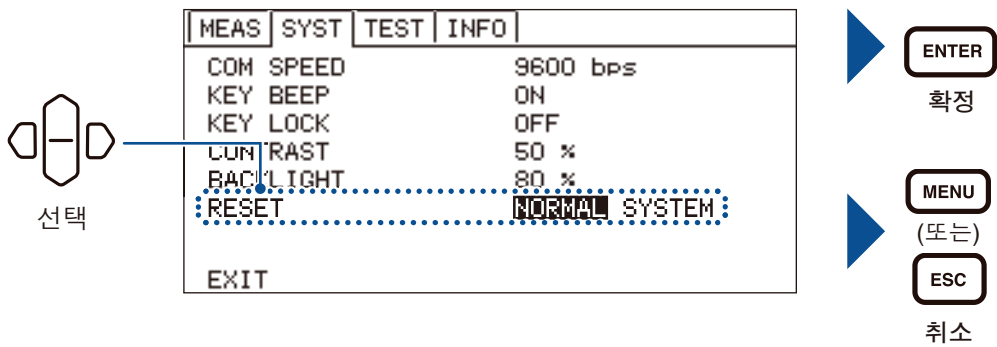 MEAS SYST TEST INFO
COM SPEED 9600 bps
KEY BEEP ON
KEY LOCK OFF
CONTRAST 50 %
BACKLIGHT 80 %
RESET NORMAL SYSTEM
EXIT
선택
ENTER
확정
MENU
(또는)
ESC
취소